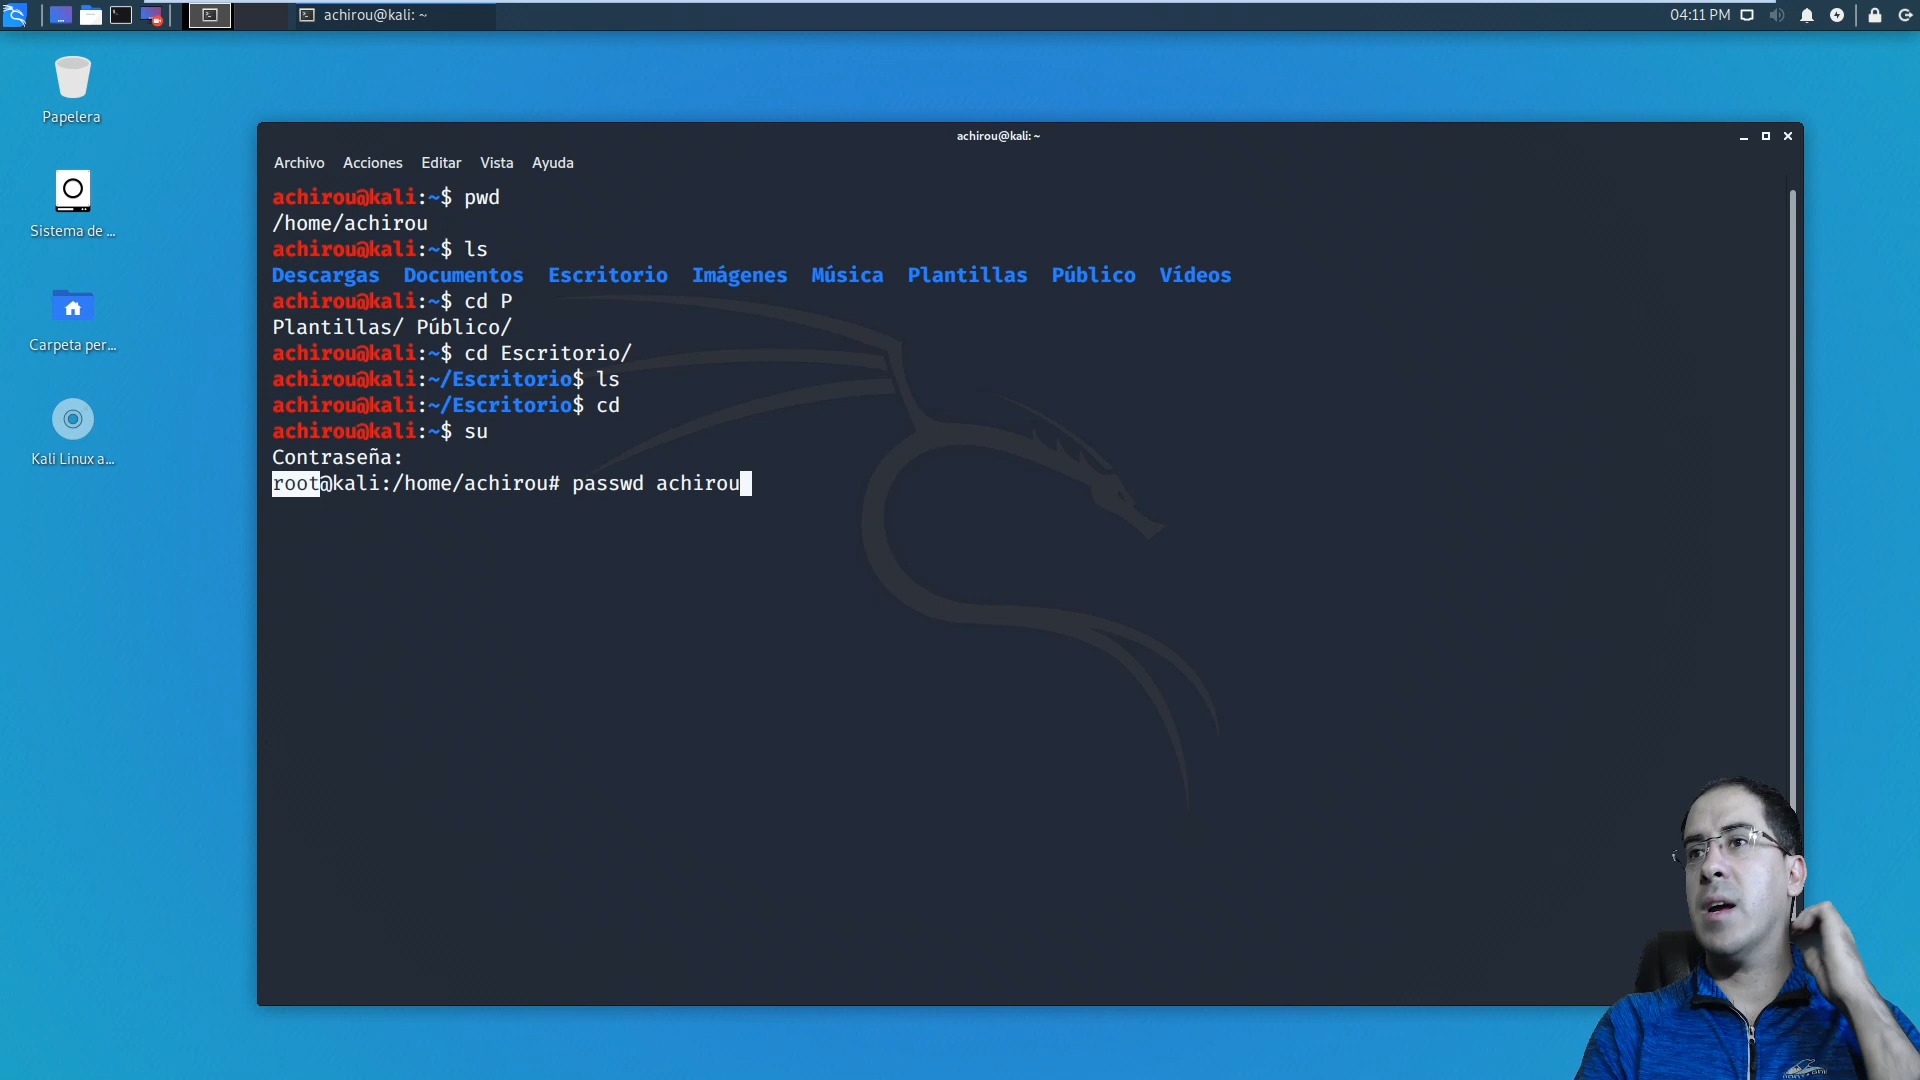 achirou@kali: ~
04:11 PM
Papelera
Sistema de ...
Carpeta per...
Kali Linux a...
achirou@kali: ~
Archivo Acciones Editar Vista Ayuda
achirou@kali:~$ pwd
/home/achirou
achirou@kali:~$ ls
Descargas Documentos Escritorio Imágenes Música Plantillas Público Vídeos
achirou@kali:~$ cd P
Plantillas/ Público/
achirou@kali:~$ cd Escritorio/
achirou@kali:~/Escritorio$ ls
achirou@kali:~/Escritorio$ cd
achirou@kali:~$ su
Contraseña:
root@kali:/home/achirou# passwd achirou